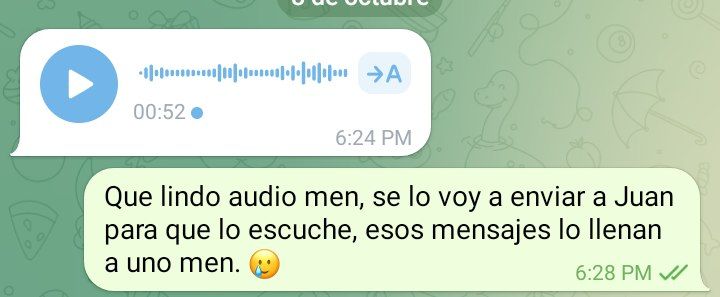 de octubre
→A
00:52
6:24 PM
Que lindo audio men, se lo voy a enviar a Juan
para que lo escuche, esos mensajes lo llenan
a uno men. 🥲
6:28 PM